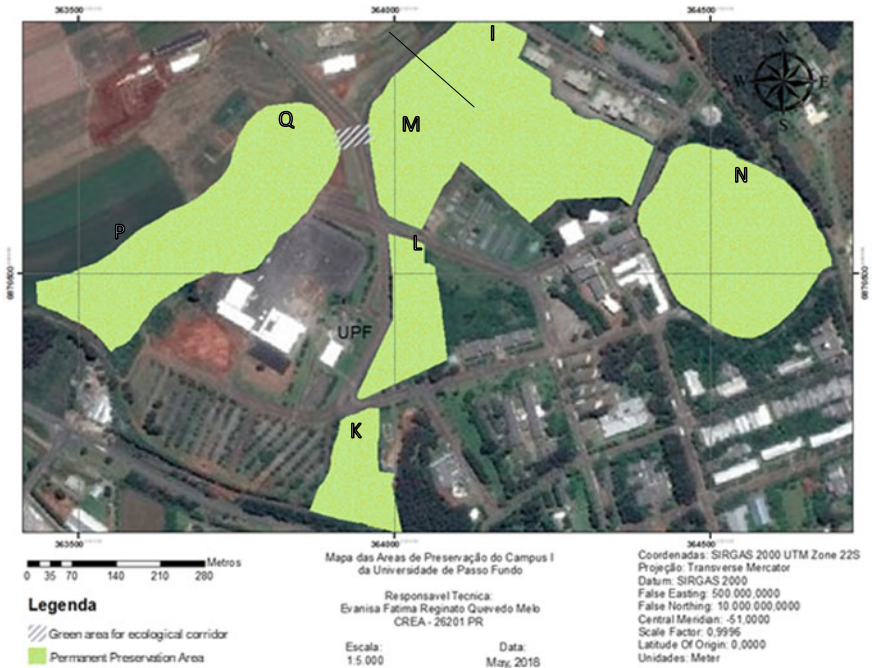 363500 364000 364500
I
N
W E
S
Q
M
N
P
L
6876500 6876500
UPF
K
363500 364000 364500
0 35 70 140 210 280 Metros
Legenda
Green area for ecological corridor
Permanent Preservation Area
Mapa das Areas de Preservação do Campus I
da Universidade de Passo Fundo
Responsavel Tecnica:
Evanisa Fatima Reginato Quevedo Melo
CREA - 26201 PR
Escala:
1:5.000
Data:
May, 2018
Coordenadas: SIRGAS 2000 UTM Zone 22S
Projeção: Transverse Mercator
Datum: SIRGAS 2000
False Easting: 500.000,0000
False Northing: 10.000.000,0000
Central Meridian: -51,0000
Scale Factor: 0,9996
Latitude Of Origin: 0,0000
Unidades: Meter